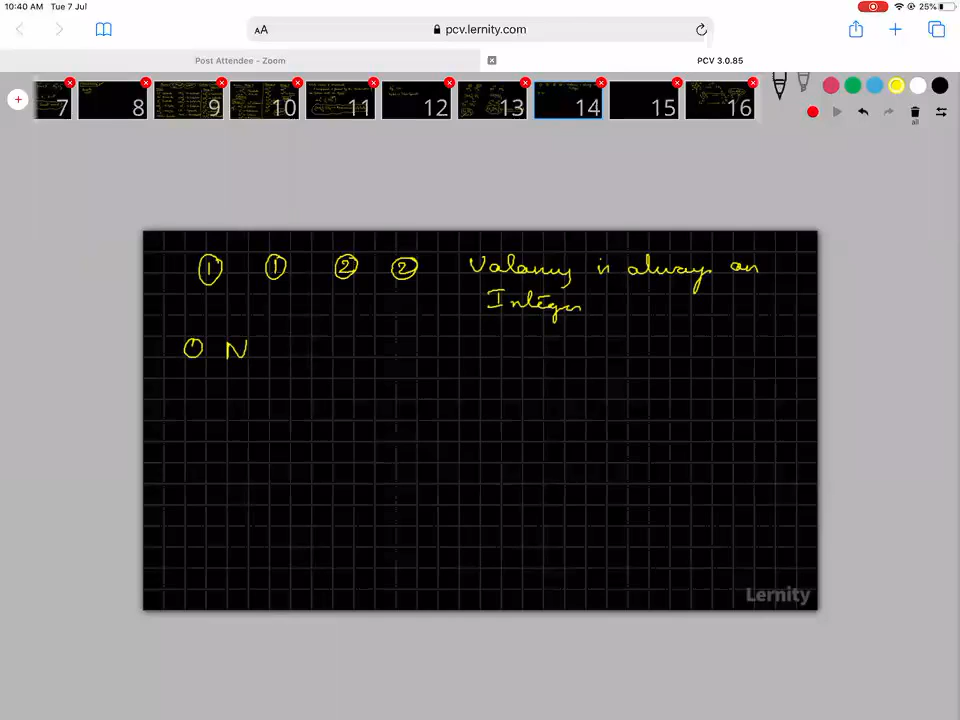 10:40 AM Tue 7 Jul
25%
AA
pcv.lernity.com
Post Attendee - Zoom
PCV 3.0.85
7 8 9 10 11 12 13 14 15 16
all
1 1 2 2 Valancy is always an
Integer
O N
Lernity